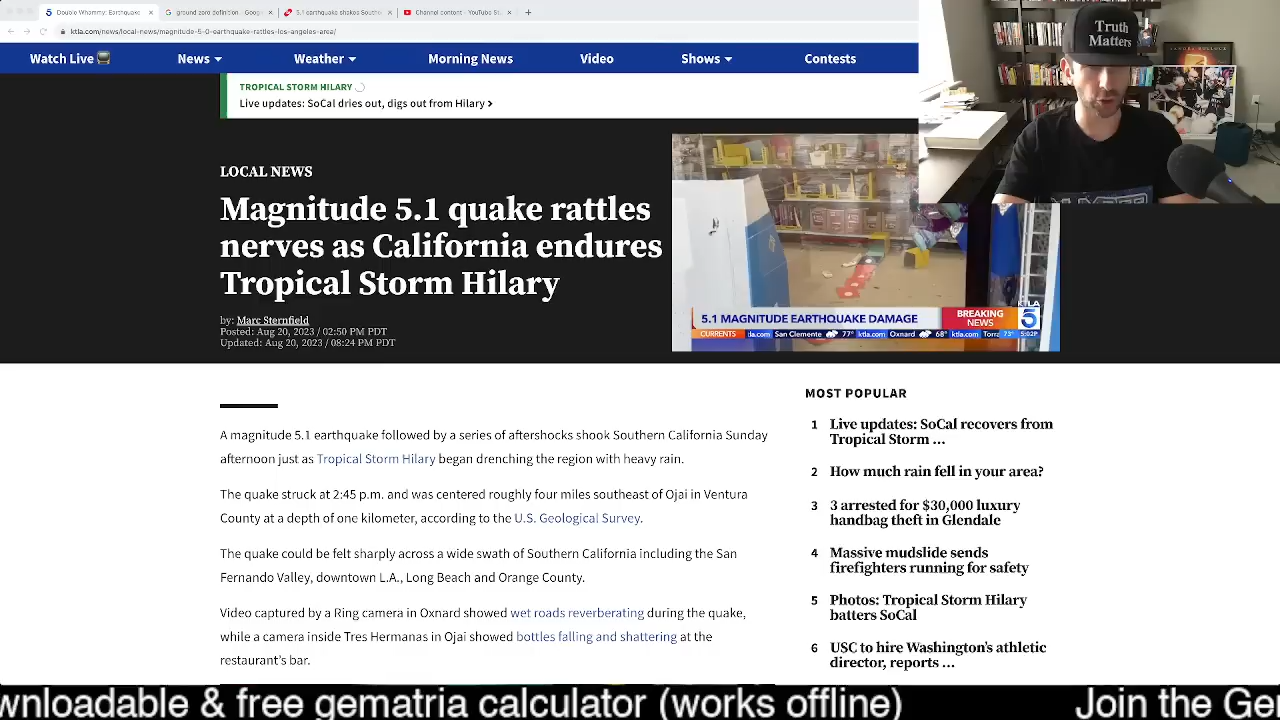 Double Whammy: Earthquake
ground zero definition - Goog
5.1 earthquake shakes Southe
Channel content - YouTube St
ktla.com/news/local-news/magnitude-5-0-earthquake-rattles-los-angeles-area/
Watch Live
News
Weather
Morning News
Video
Shows
Contests
TROPICAL STORM HILARY
Live updates: SoCal dries out, digs out from Hilary
LOCAL NEWS
Magnitude 5.1 quake rattles
nerves as California endures
Tropical Storm Hilary
by: Marc Sternfield
Posted: Aug 20, 2023 / 02:50 PM PDT
Updated: Aug 20, 2023 / 08:24 PM PDT
KTLA
5.1 MAGNITUDE EARTHQUAKE DAMAGE
BREAKING
NEWS
5
CURRENTS
tla.com San Clemente 77° ktla.com Oxnard 68° ktla.com Torra 73° 5:02P
Truth
Matters
SANDRA BULLOCK
A magnitude 5.1 earthquake followed by a series of aftershocks shook Southern California Sunday
afternoon just as Tropical Storm Hilary began drenching the region with heavy rain.
The quake struck at 2:45 p.m. and was centered roughly four miles southeast of Ojai in Ventura
County at a depth of one kilometer, according to the U.S. Geological Survey.
The quake could be felt sharply across a wide swath of Southern California including the San
Fernando Valley, downtown L.A., Long Beach and Orange County.
Video captured by a Ring camera in Oxnard showed wet roads reverberating during the quake,
while a camera inside Tres Hermanas in Ojai showed bottles falling and shattering at the
restaurant's bar.
MOST POPULAR
1 Live updates: SoCal recovers from
Tropical Storm …
2 How much rain fell in your area?
3 3 arrested for $30,000 luxury
handbag theft in Glendale
4 Massive mudslide sends
firefighters running for safety
5 Photos: Tropical Storm Hilary
batters SoCal
6 USC to hire Washington's athletic
director, reports …
wnloadable & free gematria calculator (works offline)
Join the Ge